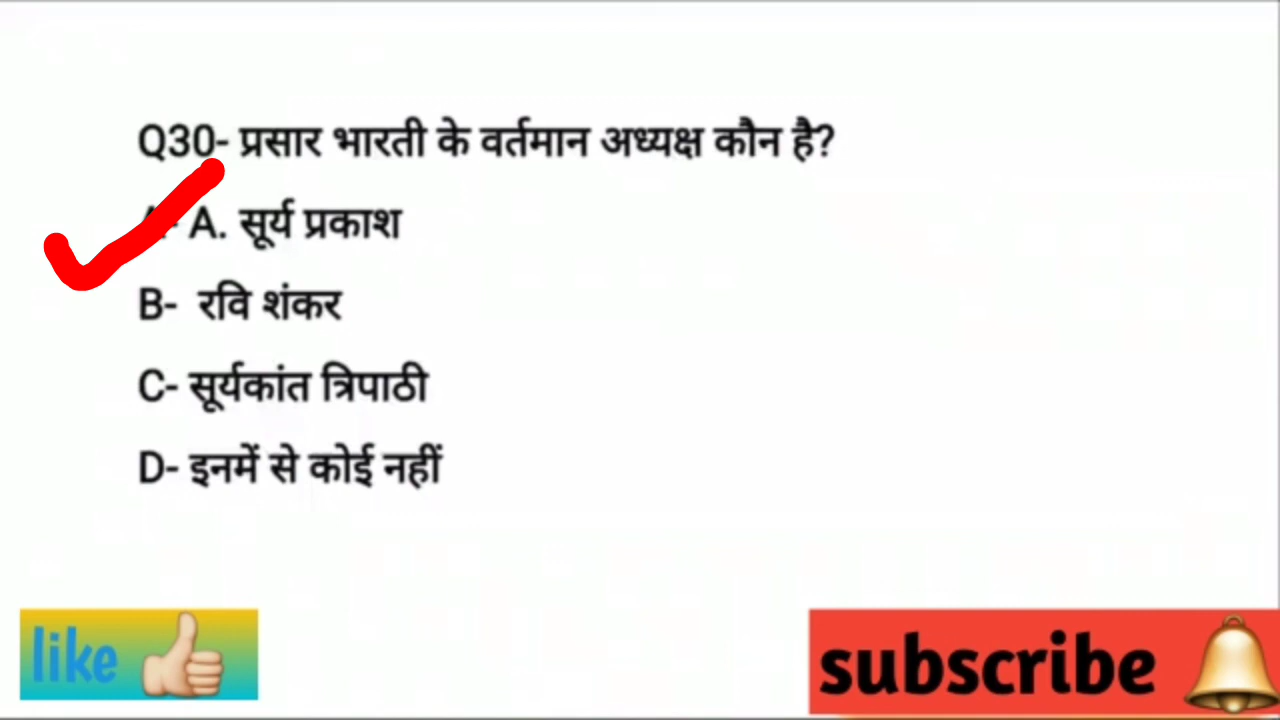 Q30- प्रसार भारती के वर्तमान अध्यक्ष कौन है?
A- A. सूर्य प्रकाश
B- रवि शंकर
C- सूर्यकांत त्रिपाठी
D- इनमें से कोई नहीं
like
subscribe